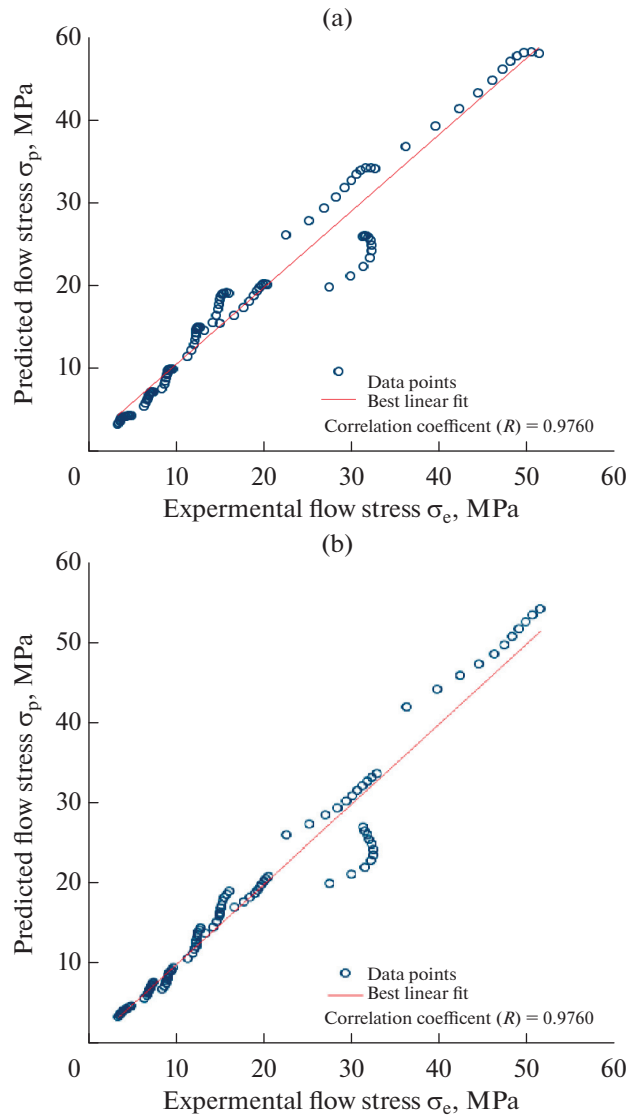 (a)
60
50
40
30
20
10
0
10
20
30
40
50
60
Predicted flow stress σp, MPa
Data points
Best linear fit
Correlation coefficent (R) = 0.9760
Expermental flow stress σe, MPa
(b)
60
50
40
30
20
10
0
10
20
30
40
50
60
Predicted flow stress σp, MPa
Data points
Best linear fit
Correlation coefficent (R) = 0.9760
Expermental flow stress σe, MPa